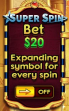 SUPER SPIN
Bet
$20
Expanding
symbol for
every spin
OFF